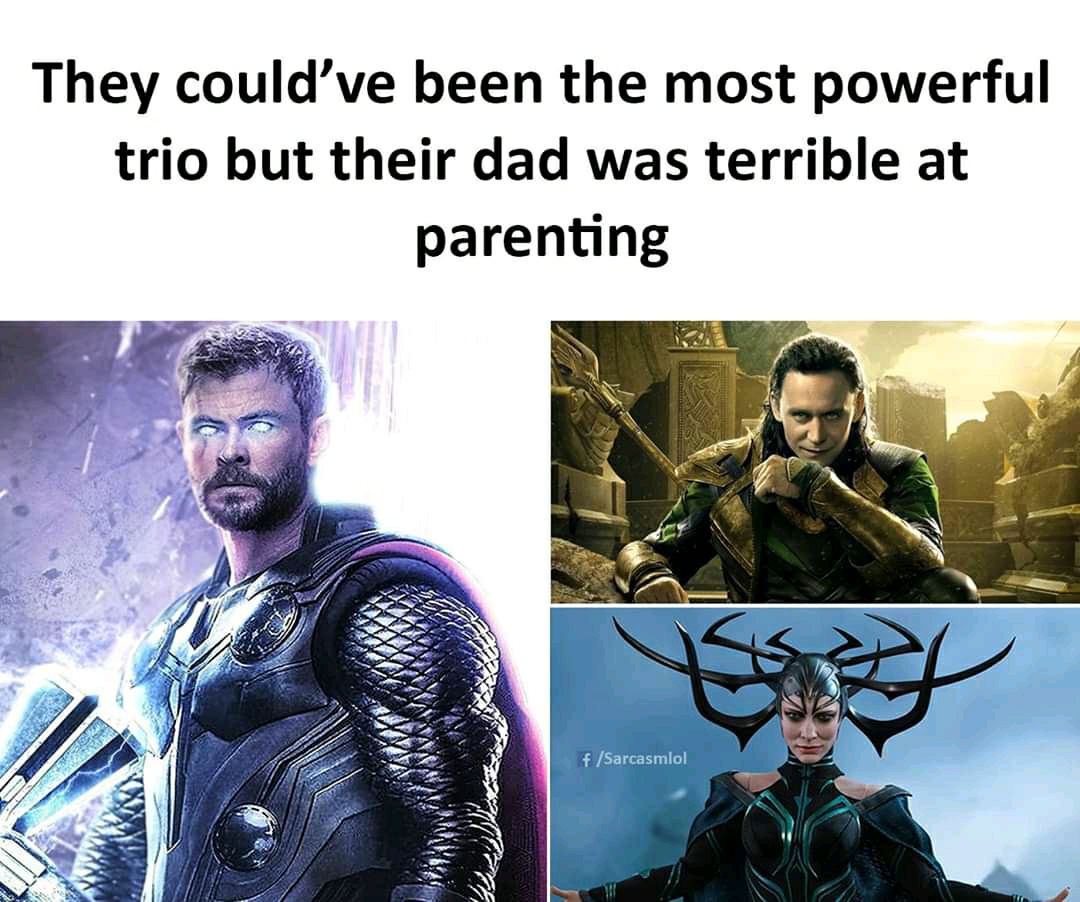 They could’ve been the most powerful
trio but their dad was terrible at
parenting
f /Sarcasmlol